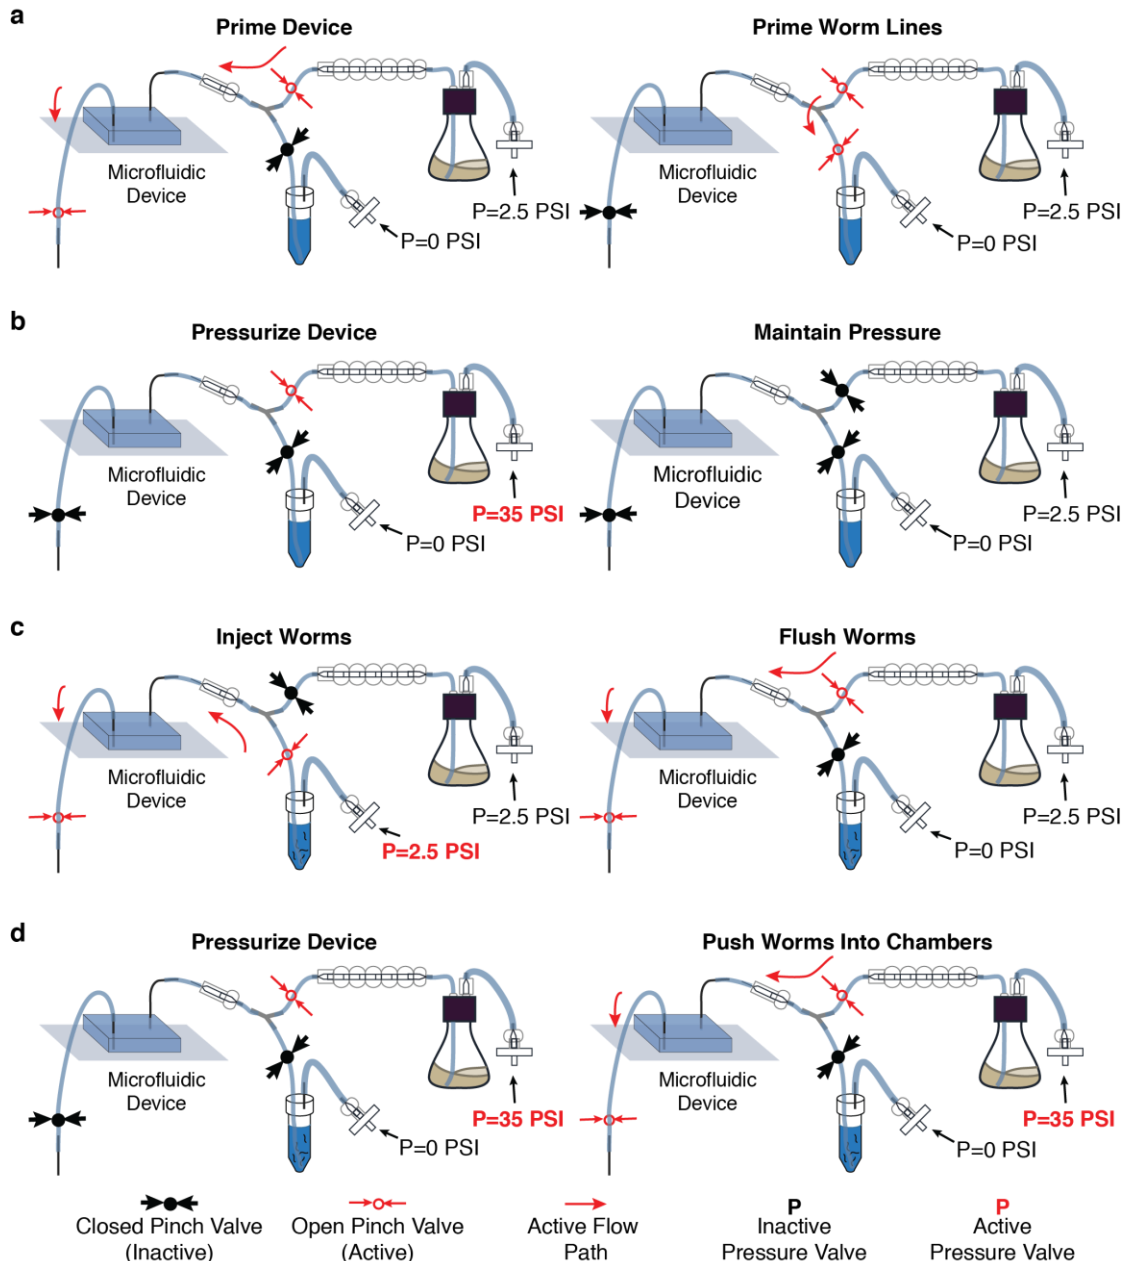 a
Prime Device
Prime Worm Lines
Microfluidic
Device
P=2.5 PSI
P=0 PSI
Microfluidic
Device
P=2.5 PSI
P=0 PSI
b
Pressurize Device
Maintain Pressure
Microfluidic
Device
P=35 PSI
P=0 PSI
Microfluidic
Device
P=2.5 PSI
P=0 PSI
c
Inject Worms
Flush Worms
Microfluidic
Device
P=2.5 PSI
P=2.5 PSI
Microfluidic
Device
P=2.5 PSI
P=0 PSI
d
Pressurize Device
Push Worms Into Chambers
Microfluidic
Device
P=35 PSI
P=0 PSI
Microfluidic
Device
P=35 PSI
P=0 PSI
Closed Pinch Valve
(Inactive)
Open Pinch Valve
(Active)
Active Flow
Path
P
Inactive
Pressure Valve
P
Active
Pressure Valve